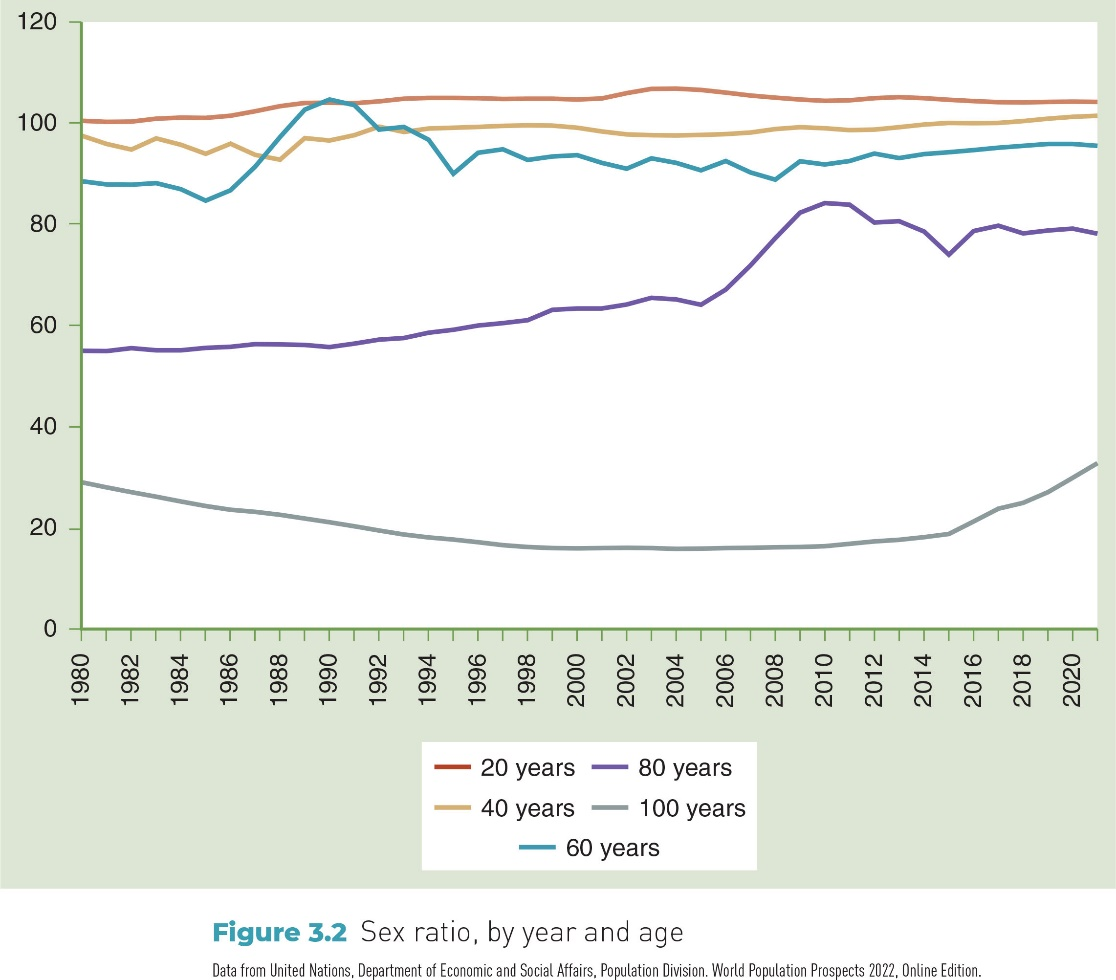 120
100
80
60
40
20
0
1980 1982 1984 1986 1988 1990 1992 1994 1996 1998 2000 2002 2004 2006 2008 2010 2012 2014 2016 2018 2020
20 years 80 years
40 years 100 years
60 years
Figure 3.2 Sex ratio, by year and age
Data from United Nations, Department of Economic and Social Affairs, Population Division. World Population Prospects 2022, Online Edition.